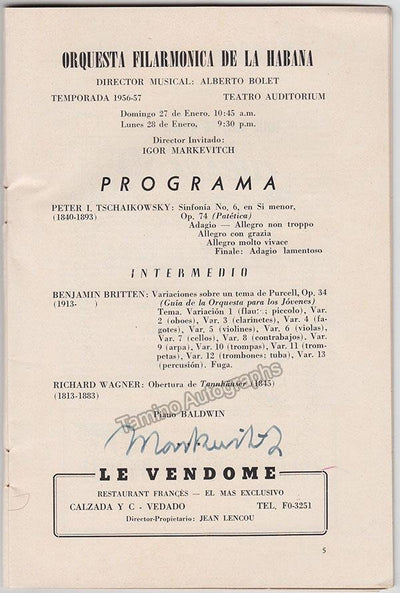 ORQUESTA FILARMONICA DE LA HABANA
DIRECTOR MUSICAL: ALBERTO BOLET
TEMPORADA 1956-57 TEATRO AUDITORIUM
Domingo 27 de Enero, 10:45 a.m.
Lunes 28 de Enero, 9:30 p.m.
Director Invitado:
IGOR MARKEVITCH
PROGRAMA
PETER I. TSCHAIKOWSKY: Sinfonía No. 6, en Si menor,
(1840-1893) Op. 74 (Patética)
Adagio — Allegro non troppo
Allegro con grazia
Allegro molto vivace
Finale: Adagio lamentoso
INTERMEDIO
BENJAMIN BRITTEN: Variaciones sobre un tema de Purcell, Op. 34
(1913- ) (Guía de la Orquesta para los Jóvenes)
Tema. Variación 1 (flauta; piccolo), Var.
2 (oboes), Var. 3 (clarinetes), Var. 4 (fa-
gotes), Var. 5 (violines), Var. 6 (violas),
Var. 7 (cellos), Var. 8 (contrabajos). Var.
9 (arpa), Var. 10 (trompas), Var. 11 (trom-
petas), Var. 12 (trombones; tuba), Var. 13
(percusión). Fuga.
RICHARD WAGNER: Obertura de Tannhäuser (1845)
(1813-1883)
Piano BALDWIN
Tamino Autographs
Markevitch
LE VENDOME
RESTAURANT FRANCÉS — EL MAS EXCLUSIVO
CALZADA Y C - VEDADO TEL. F0-3251
Director-Propietario: JEAN LENCOU
5